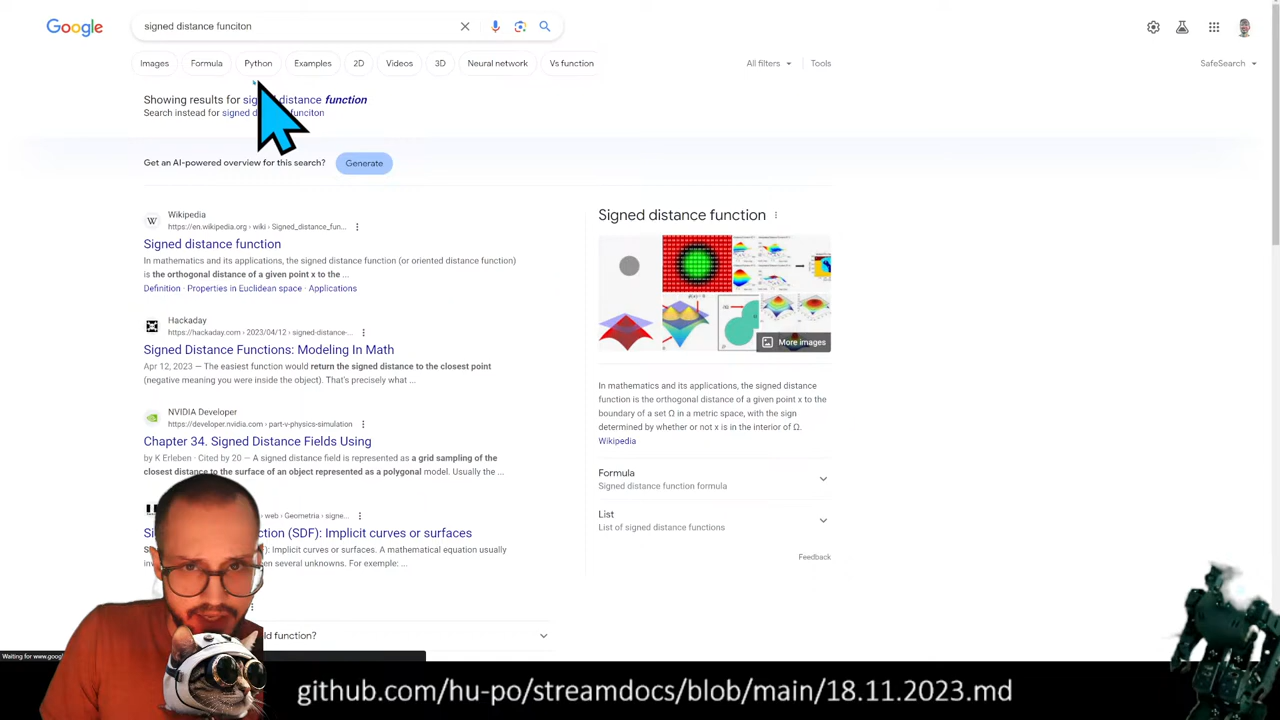 Google
signed distance funciton
Images
Formula
Python
Examples
2D
Videos
3D
Neural network
Vs function
All filters
Tools
SafeSearch
Showing results for signed distance function
Search instead for signed d funciton
Get an AI-powered overview for this search?
Generate
W
Wikipedia
https://en.wikipedia.org › wiki › Signed_distance_fun...
Signed distance function
In mathematics and its applications, the signed distance function (or oriented distance function)
is the orthogonal distance of a given point x to the ...
Definition · Properties in Euclidean space · Applications
Hackaday
https://hackaday.com › 2023/04/12 › signed-distance-...
Signed Distance Functions: Modeling In Math
Apr 12, 2023 — The easiest function would return the signed distance to the closest point
(negative meaning you were inside the object). That's precisely what ...
NVIDIA Developer
https://developer.nvidia.com › part-v-physics-simulation
Chapter 34. Signed Distance Fields Using
by K Erleben · Cited by 20 — A signed distance field is represented as a grid sampling of the
closest distance to the surface of an object represented as a polygonal model. Usually the ...
› web › Geometria › signe...
(SDF): Implicit curves or surfaces
: Implicit curves or surfaces. A mathematical equation usually
several unknowns. For exemple: ...
function?
Waiting for www.goog
Signed distance function
More images
In mathematics and its applications, the signed distance
function is the orthogonal distance of a given point x to the
boundary of a set Ω in a metric space, with the sign
determined by whether or not x is in the interior of Ω.
Wikipedia
Formula
Signed distance function formula
List
List of signed distance functions
Feedback
github.com/hu-po/streamdocs/blob/main/18.11.2023.md